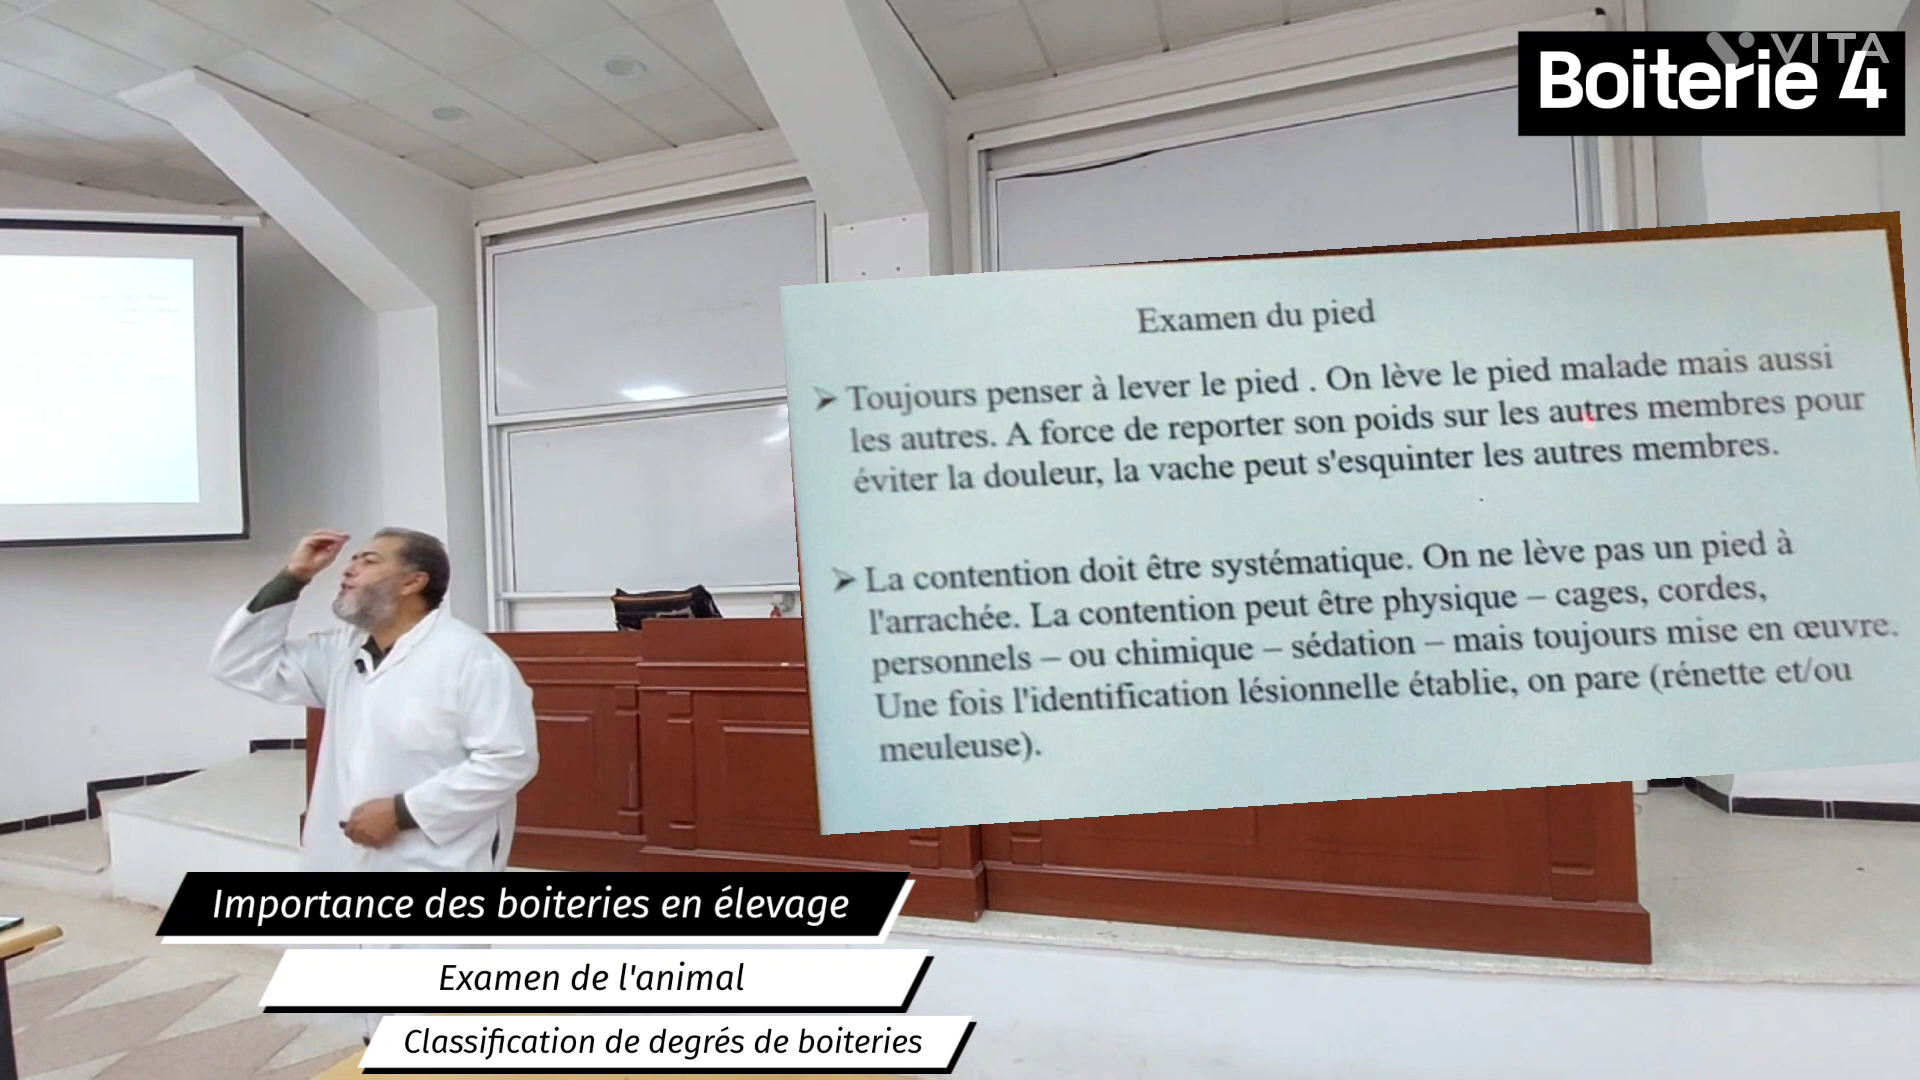 VITA
Boiterie 4
Examen du pied
➤ Toujours penser à lever le pied . On lève le pied malade mais aussi
les autres. A force de reporter son poids sur les autres membres pour
éviter la douleur, la vache peut s'esquinter les autres membres.
➤ La contention doit être systématique. On ne lève pas un pied à
l'arrachée. La contention peut être physique – cages, cordes,
personnels – ou chimique – sédation – mais toujours mise en œuvre.
Une fois l'identification lésionnelle établie, on pare (rénette et/ou
meuleuse).
Importance des boiteries en élevage
Examen de l'animal
Classification de degrés de boiteries